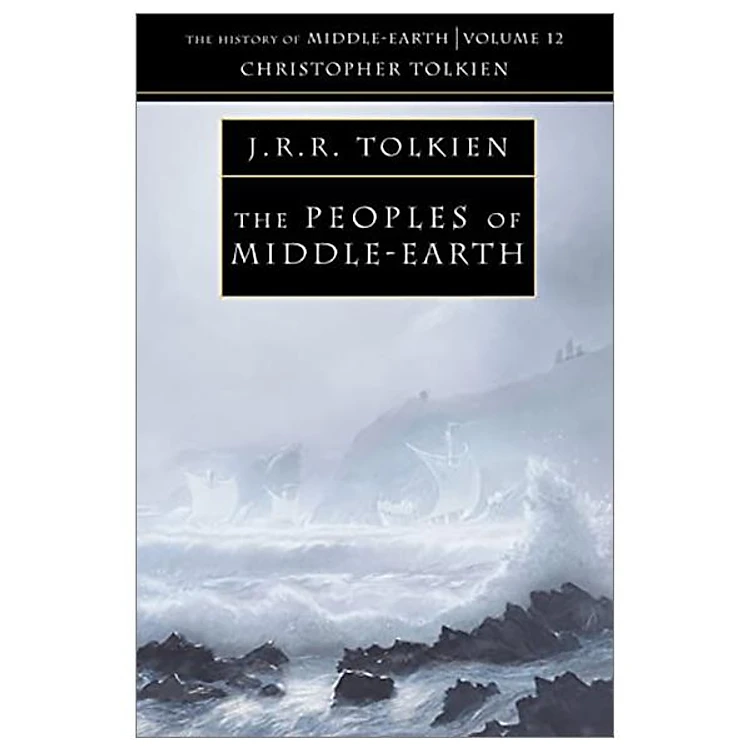 THE HISTORY OF MIDDLE-EARTH | VOLUME 12
CHRISTOPHER TOLKIEN
J.R.R. TOLKIEN
THE PEOPLES OF
MIDDLE-EARTH